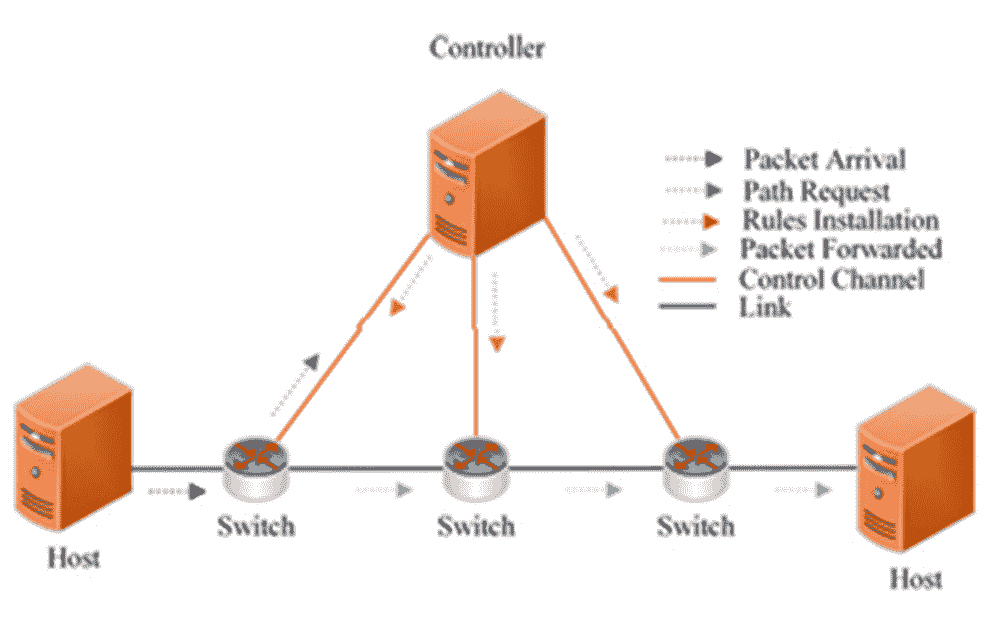 Controller
Packet Arrival
Path Request
Rules Installation
Packet Forwarded
Control Channel
Link
Switch
Switch
Switch
Host
Host